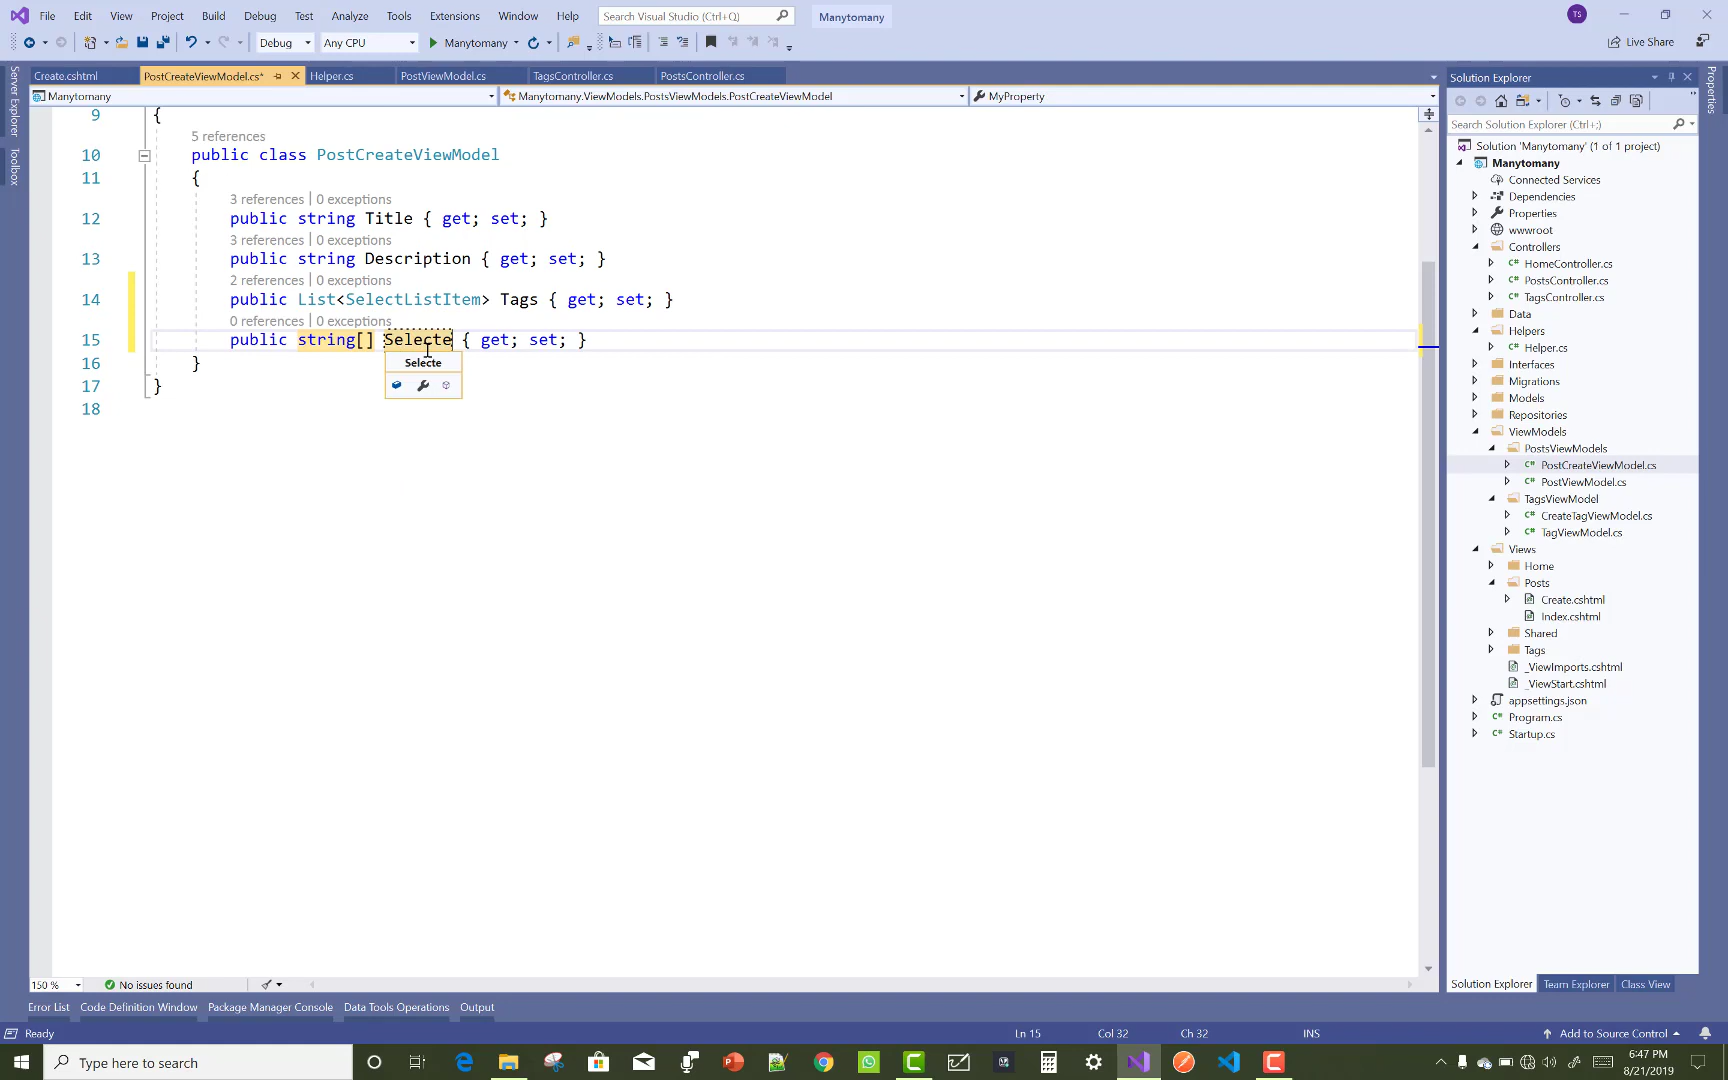 File Edit View Project Build Debug Test Analyze Tools Extensions Window Help Search Visual Studio (Ctrl+Q) Manytomany TS
Debug Any CPU Manytomany Live Share
Create.cshtml PostCreateViewModel.cs* Helper.cs PostViewModel.cs TagsController.cs PostsController.cs
Manytomany Manytomany.ViewModels.PostsViewModels.PostCreateViewModel MyProperty
9 {
5 references
10 public class PostCreateViewModel
11 {
3 references | 0 exceptions
12 public string Title { get; set; }
3 references | 0 exceptions
13 public string Description { get; set; }
2 references | 0 exceptions
14 public List<SelectListItem> Tags { get; set; }
0 references | 0 exceptions
15 public string[] Selecte { get; set; }
Selecte
16 }
17 }
18
150 % No issues found
Error List Code Definition Window Package Manager Console Data Tools Operations Output
Ready Ln 15 Col 32 Ch 32 INS Add to Source Control
Server Explorer
Toolbox
Properties
Solution Explorer
Search Solution Explorer (Ctrl+;)
Solution 'Manytomany' (1 of 1 project)
Manytomany
Connected Services
Dependencies
Properties
wwwroot
Controllers
C# HomeController.cs
C# PostsController.cs
C# TagsController.cs
Data
Helpers
C# Helper.cs
Interfaces
Migrations
Models
Repositories
ViewModels
PostsViewModels
C# PostCreateViewModel.cs
C# PostViewModel.cs
TagsViewModel
C# CreateTagViewModel.cs
C# TagViewModel.cs
Views
Home
Posts
Create.cshtml
Index.cshtml
Shared
Tags
_ViewImports.cshtml
_ViewStart.cshtml
appsettings.json
C# Program.cs
C# Startup.cs
Solution Explorer Team Explorer Class View
Type here to search
6:47 PM
8/21/2019